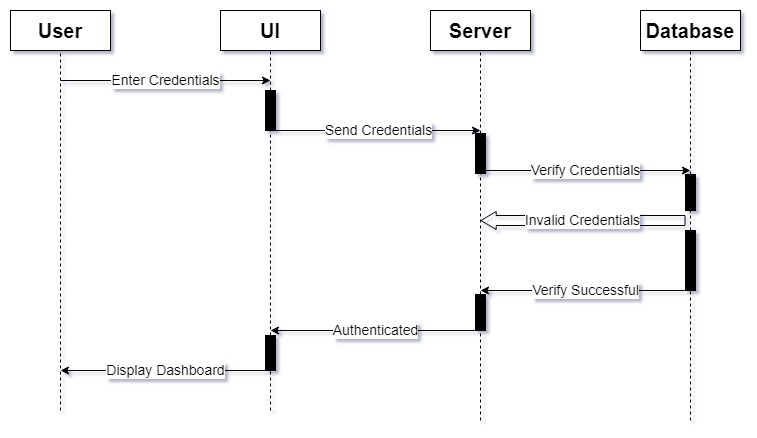 User
UI
Server
Database
Enter Credentials
Send Credentials
Verify Credentials
Invalid Credentials
Verify Successful
Authenticated
Display Dashboard